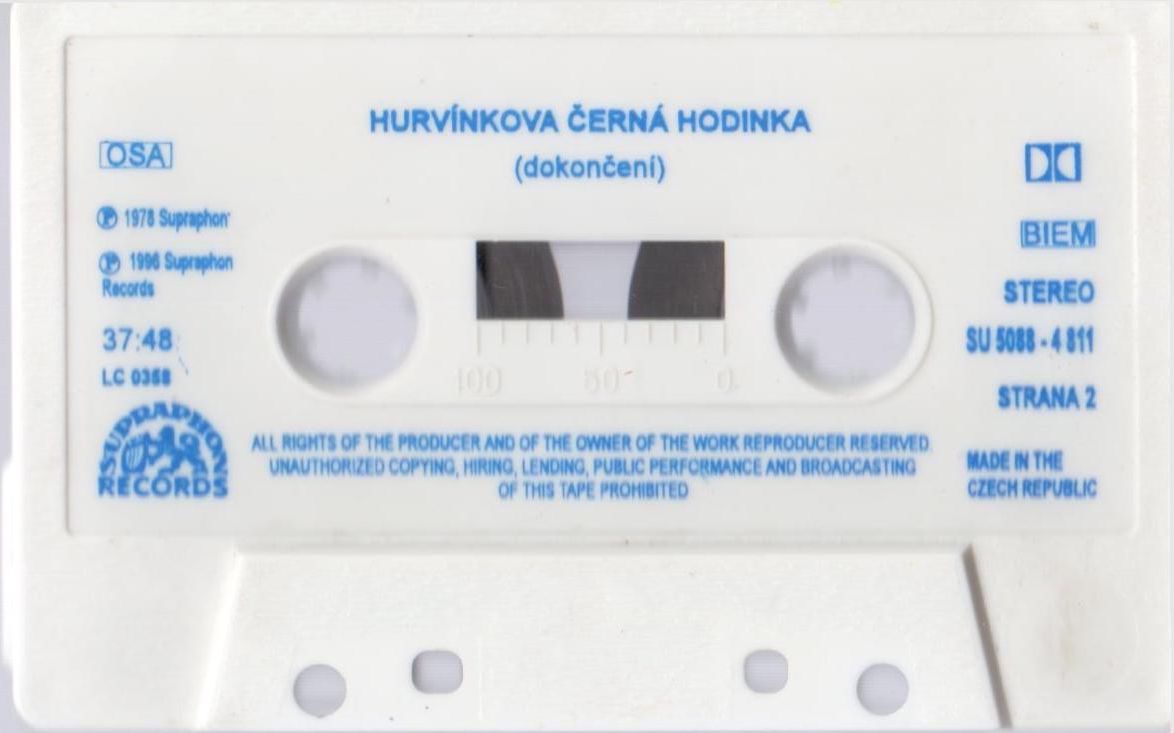 HURVÍNKOVA ČERNÁ HODINKA
(dokončení)
OSA
Ⓟ 1978 Supraphon
Ⓟ 1996 Supraphon
Records
37:48
LC 0358
SUPRAPHON
RECORDS
BIEM
STEREO
SU 5088 - 4 811
STRANA 2
MADE IN THE
CZECH REPUBLIC
100 50 0
ALL RIGHTS OF THE PRODUCER AND OF THE OWNER OF THE WORK REPRODUCER RESERVED
UNAUTHORIZED COPYING, HIRING, LENDING, PUBLIC PERFORMANCE AND BROADCASTING
OF THIS TAPE PROHIBITED